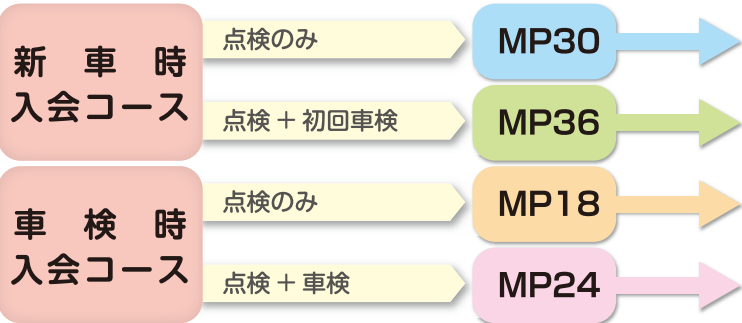 新車時
入会コース
点検のみ
MP30
点検＋初回車検
MP36
車検時
入会コース
点検のみ
MP18
点検＋車検
MP24